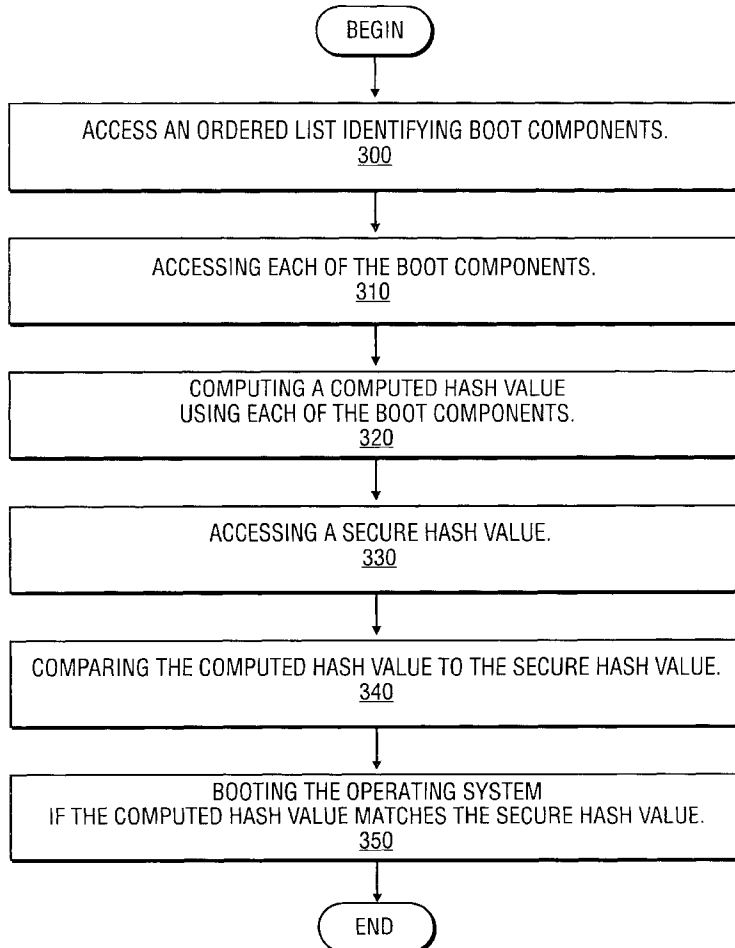 BEGIN
ACCESS AN ORDERED LIST IDENTIFYING BOOT COMPONENTS.
300
ACCESSING EACH OF THE BOOT COMPONENTS.
310
COMPUTING A COMPUTED HASH VALUE
USING EACH OF THE BOOT COMPONENTS.
320
ACCESSING A SECURE HASH VALUE.
330
COMPARING THE COMPUTED HASH VALUE TO THE SECURE HASH VALUE.
340
BOOTING THE OPERATING SYSTEM
IF THE COMPUTED HASH VALUE MATCHES THE SECURE HASH VALUE.
350
END